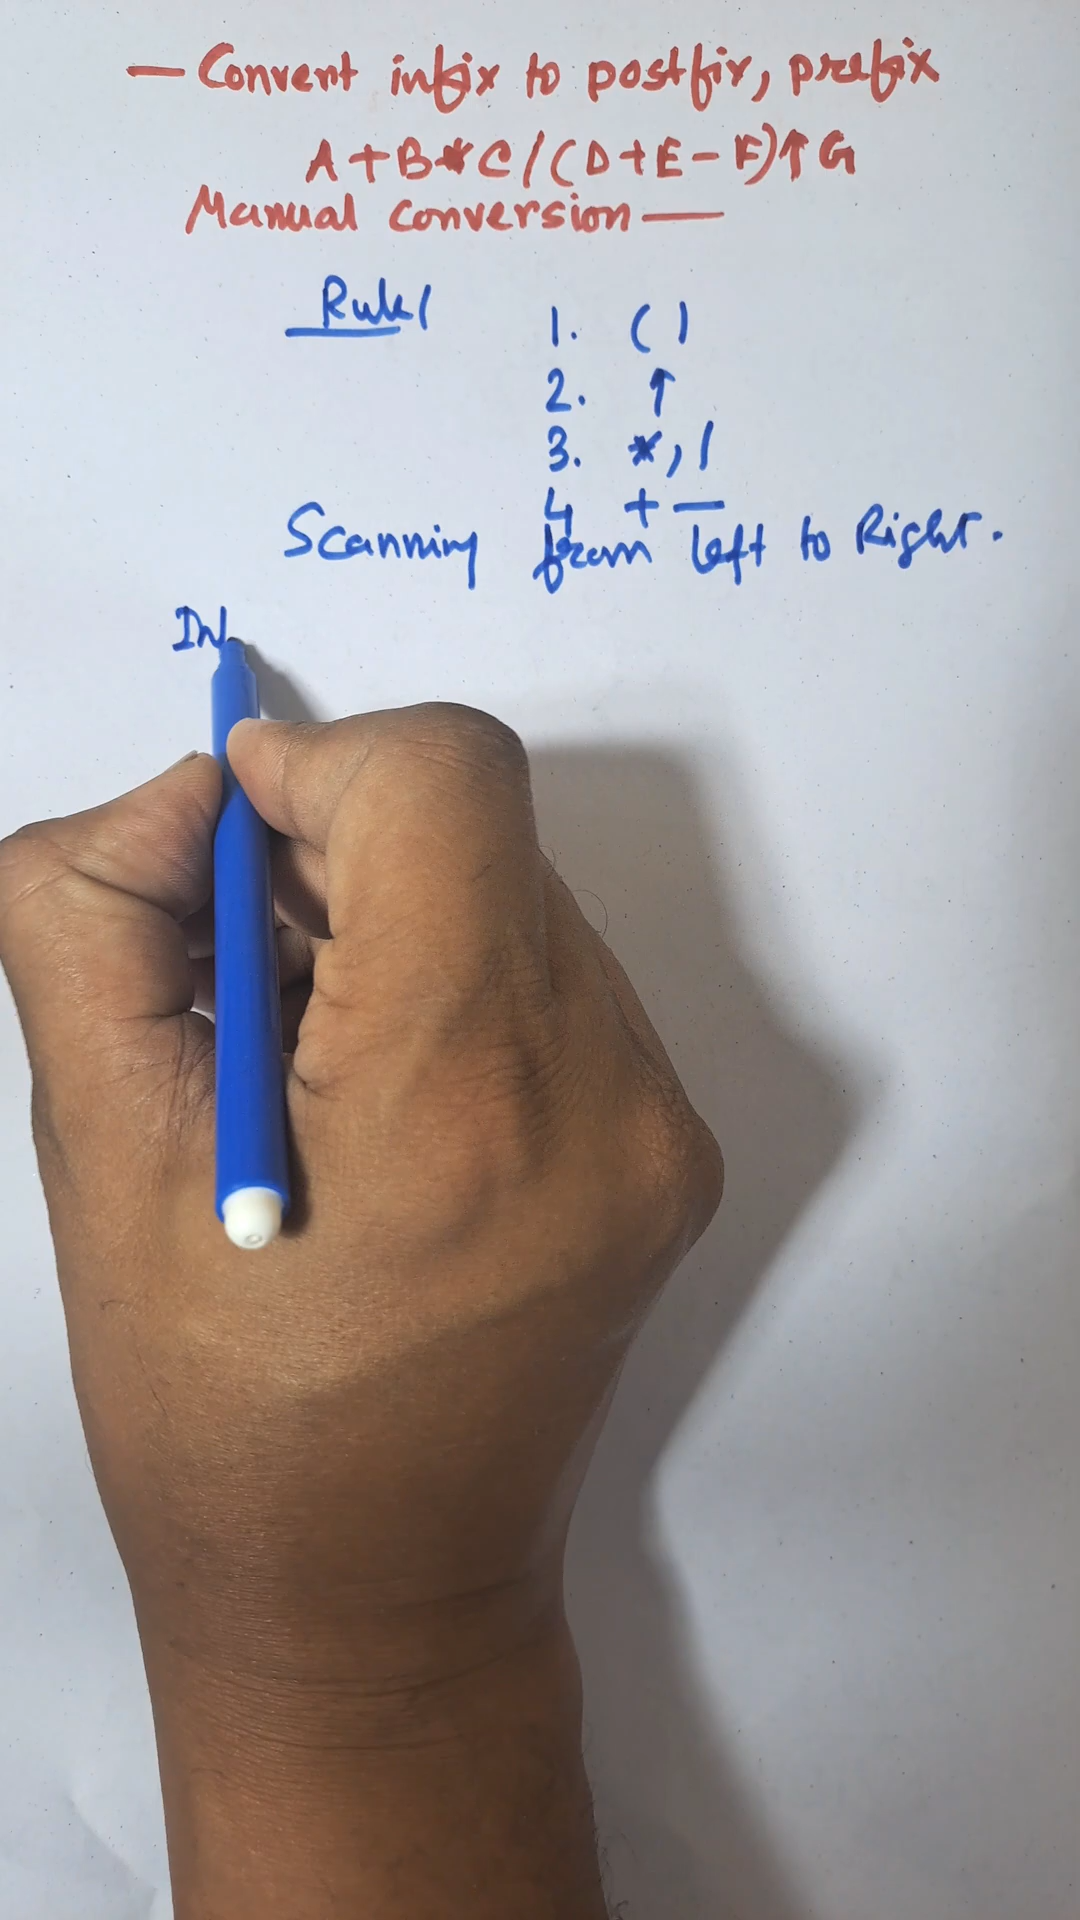 — Convert infix to postfix, prefix
A+B*C/(D+E-F)↑G
Manual conversion —
Rule/
1. ( )
2. ↑
3. *, /
4 + —
Scanning from left to Right.
IN